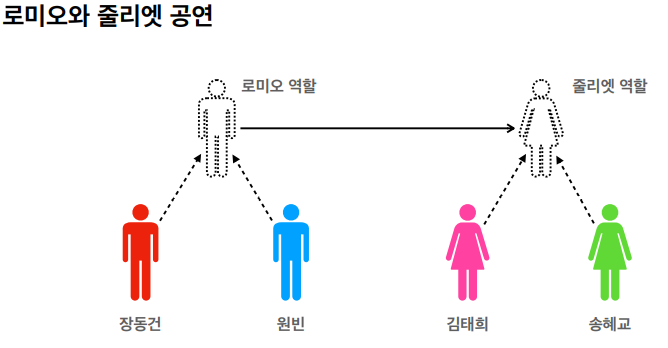 로미오와 줄리엣 공연
로미오 역할
줄리엣 역할
장동건
원빈
김태희
송혜교